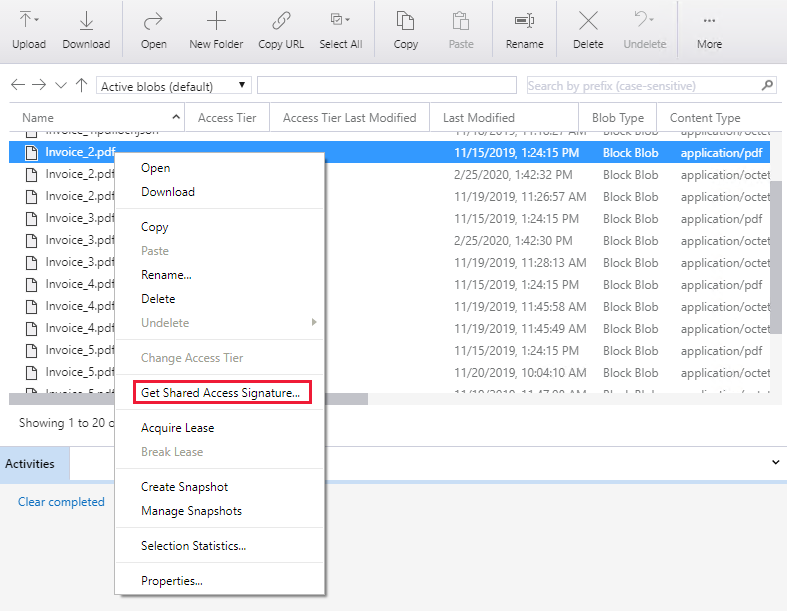 Upload Download Open New Folder Copy URL Select All Copy Paste Rename Delete Undelete More
Active blobs (default) Search by prefix (case-sensitive)
Name Access Tier Access Tier Last Modified Last Modified Blob Type Content Type
Invoice_2.pdf 11/15/2019, 1:24:15 PM Block Blob application/pdf
Invoice_2.pdf 2/25/2020, 1:42:32 PM Block Blob application/octet
Invoice_2.pdf 11/19/2019, 11:26:57 AM Block Blob application/octet
Invoice_3.pdf 11/15/2019, 1:24:15 PM Block Blob application/pdf
Invoice_3.pdf 2/25/2020, 1:42:30 PM Block Blob application/octet
Invoice_3.pdf 11/19/2019, 11:28:13 AM Block Blob application/octet
Invoice_4.pdf 11/15/2019, 1:24:15 PM Block Blob application/pdf
Invoice_4.pdf 11/19/2019, 11:45:58 AM Block Blob application/octet
Invoice_4.pdf 11/19/2019, 11:45:49 AM Block Blob application/octet
Invoice_5.pdf 11/15/2019, 1:24:15 PM Block Blob application/pdf
Invoice_5.pdf 11/20/2019, 10:04:10 AM Block Blob application/octet
Open
Download
Copy
Paste
Rename...
Delete
Undelete
Change Access Tier
Get Shared Access Signature...
Acquire Lease
Break Lease
Create Snapshot
Manage Snapshots
Selection Statistics...
Properties...
Showing 1 to 20 o
Activities
Clear completed